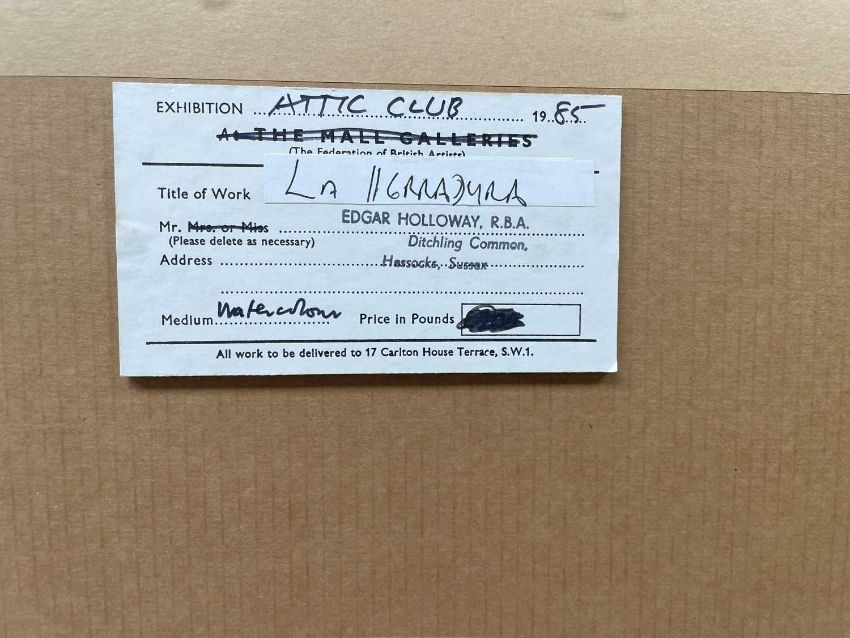 EXHIBITION ATTIC CLUB 1985
At THE MALL GALLERIES
(The Federation of British Artists)
Title of Work La Herradura
Mr. Mrs. or Miss EDGAR HOLLOWAY, R.B.A.
(Please delete as necessary) Ditchling Common,
Address Hassocks, Sussex
Medium Watercolour Price in Pounds
All work to be delivered to 17 Carlton House Terrace, S.W.1.